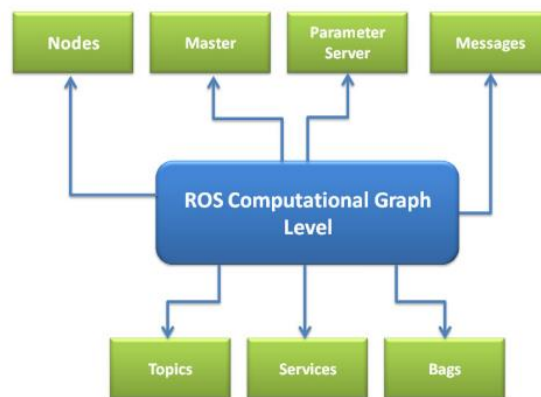 Nodes
Master
Parameter
Server
Messages
ROS Computational Graph
Level
Topics
Services
Bags